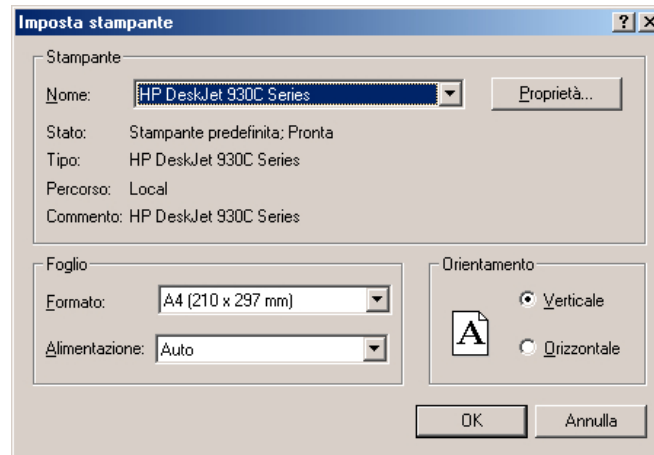 Imposta stampante
Stampante
Nome: HP DeskJet 930C Series Proprietà...
Stato: Stampante predefinita; Pronta
Tipo: HP DeskJet 930C Series
Percorso: Local
Commento: HP DeskJet 930C Series
Foglio
Formato: A4 (210 x 297 mm)
Alimentazione: Auto
Orientamento
A
Verticale
Orizzontale
OK Annulla